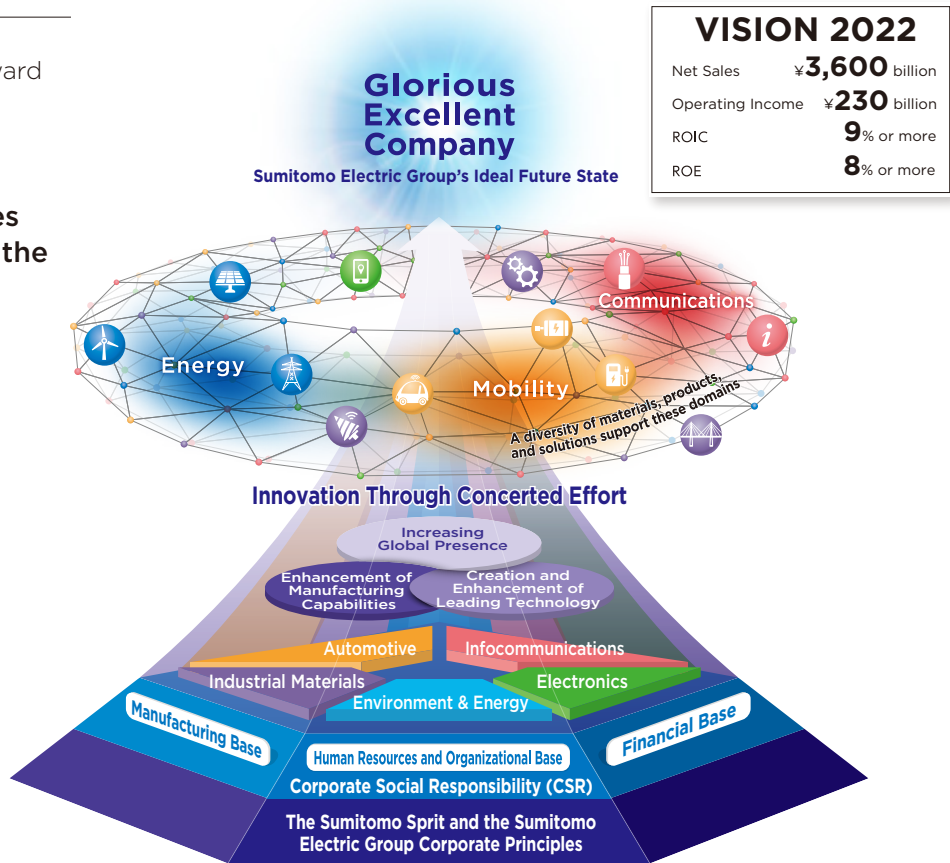 ward
es
the
VISION 2022
Net Sales ¥3,600 billion
Operating Income ¥230 billion
ROIC 9% or more
ROE 8% or more
Glorious
Excellent
Company
Sumitomo Electric Group's Ideal Future State
Communications
i
Energy
Mobility
A diversity of materials, products,
and solutions support these domains
Innovation Through Concerted Effort
Increasing
Global Presence
Enhancement of
Manufacturing
Capabilities
Creation and
Enhancement of
Leading Technology
Automotive
Infocommunications
Industrial Materials
Electronics
Environment & Energy
Manufacturing Base
Financial Base
Human Resources and Organizational Base
Corporate Social Responsibility (CSR)
The Sumitomo Sprit and the Sumitomo
Electric Group Corporate Principles